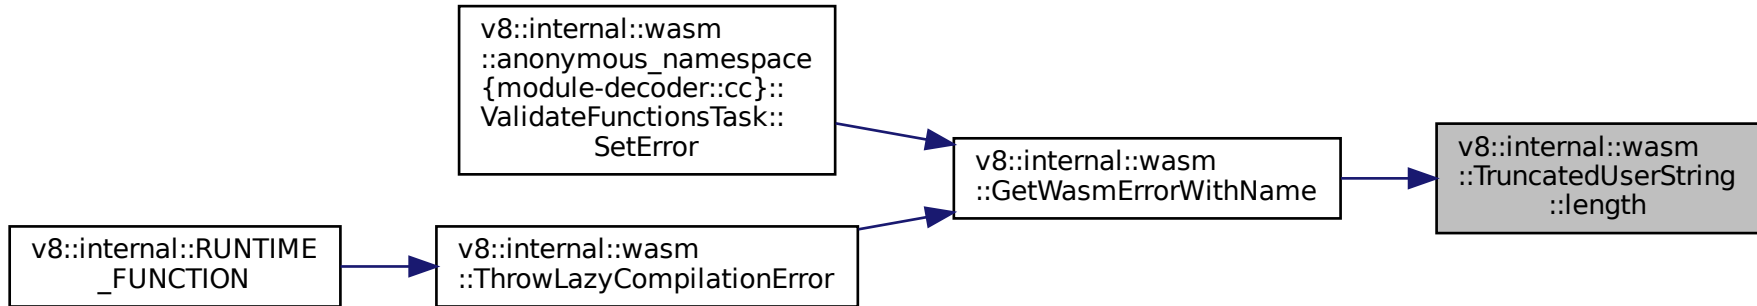 v8::internal::wasm
::anonymous_namespace
{module-decoder::cc}::
ValidateFunctionsTask::
SetError
v8::internal::RUNTIME
_FUNCTION
v8::internal::wasm
::ThrowLazyCompilationError
v8::internal::wasm
::GetWasmErrorWithName
v8::internal::wasm
::TruncatedUserString
::length